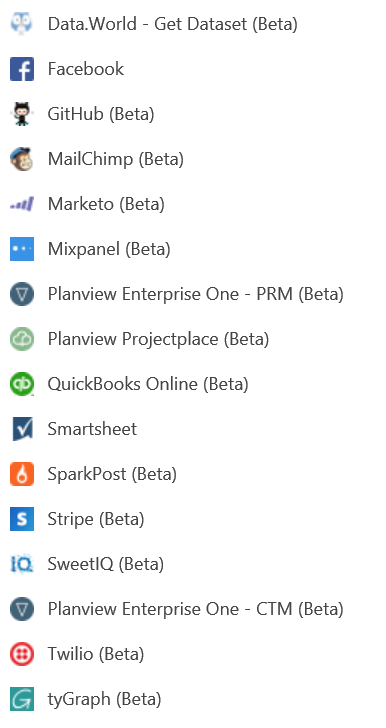 Data.World - Get Dataset (Beta)
Facebook
GitHub (Beta)
MailChimp (Beta)
Marketo (Beta)
Mixpanel (Beta)
Planview Enterprise One - PRM (Beta)
Planview Projectplace (Beta)
QuickBooks Online (Beta)
Smartsheet
SparkPost (Beta)
Stripe (Beta)
SweetIQ (Beta)
Planview Enterprise One - CTM (Beta)
Twilio (Beta)
tyGraph (Beta)